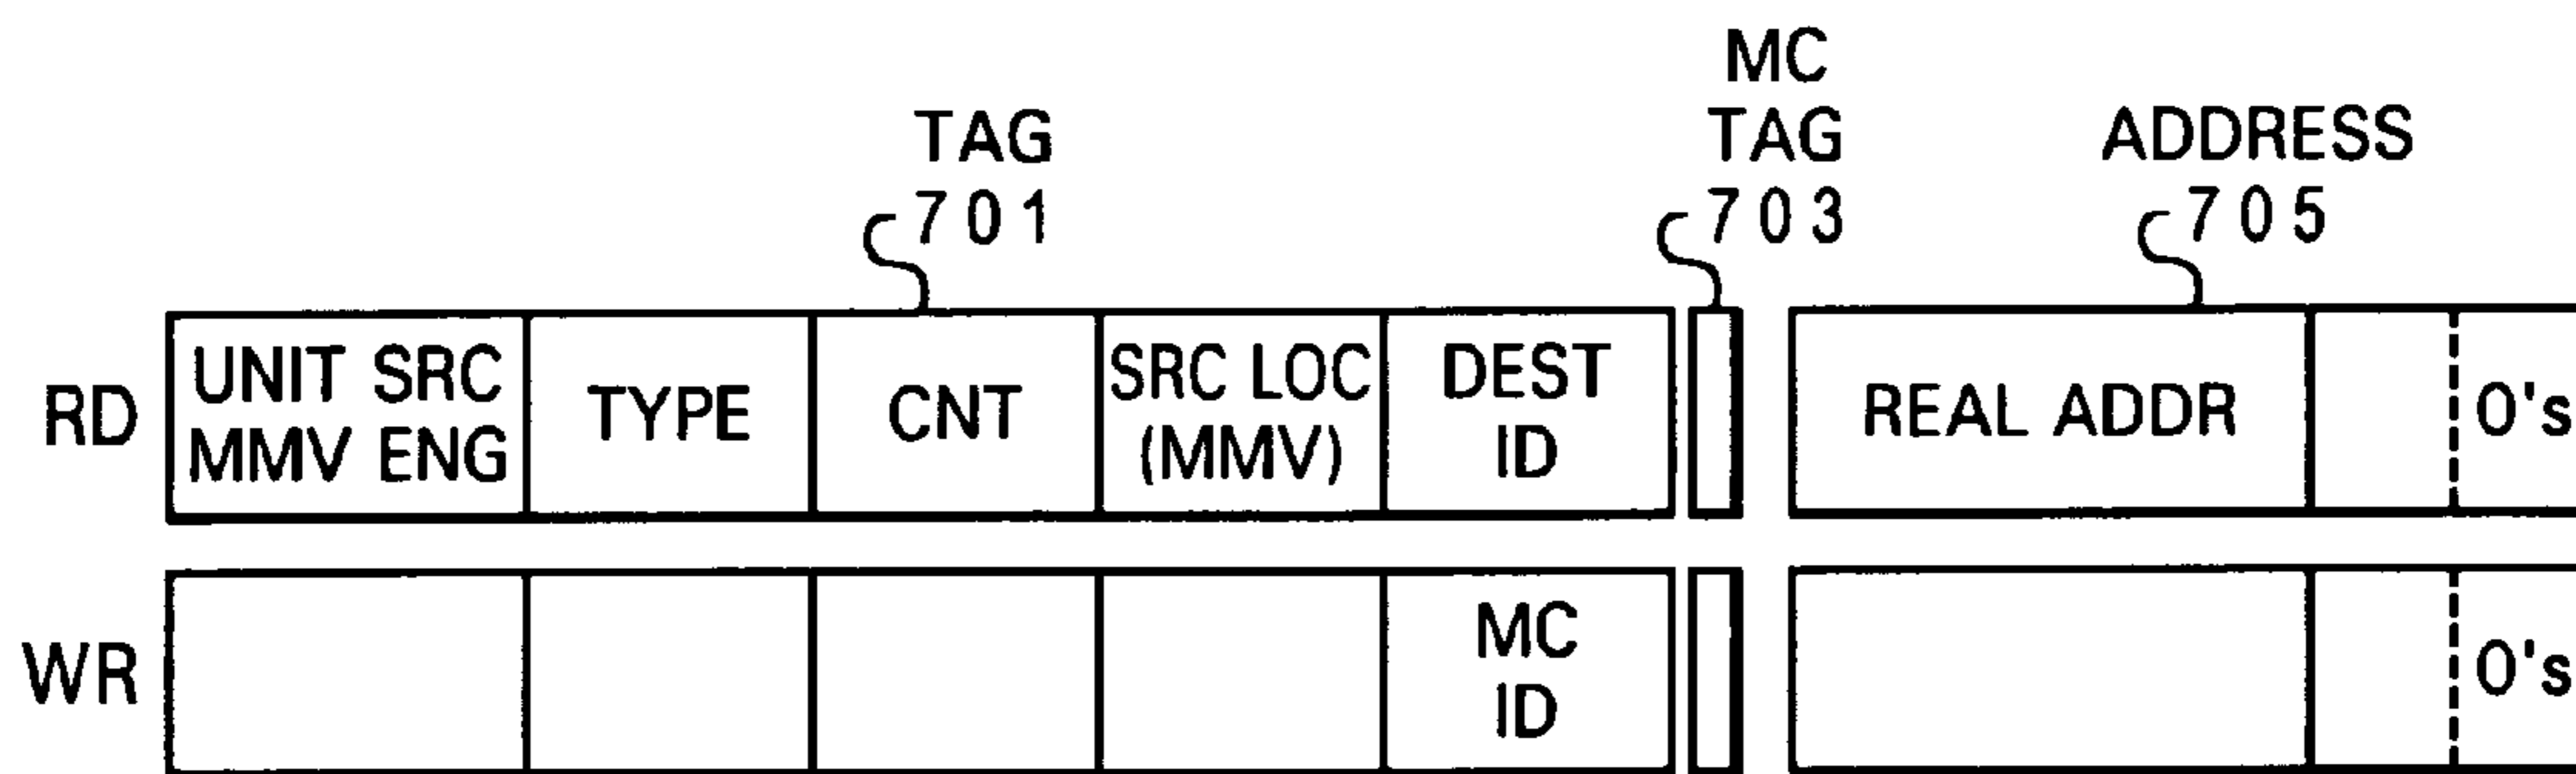 MC
TAG TAG ADDRESS
701 703 705
RD UNIT SRC MMV ENG TYPE CNT SRC LOC (MMV) DEST ID REAL ADDR 0's
WR MC ID 0's